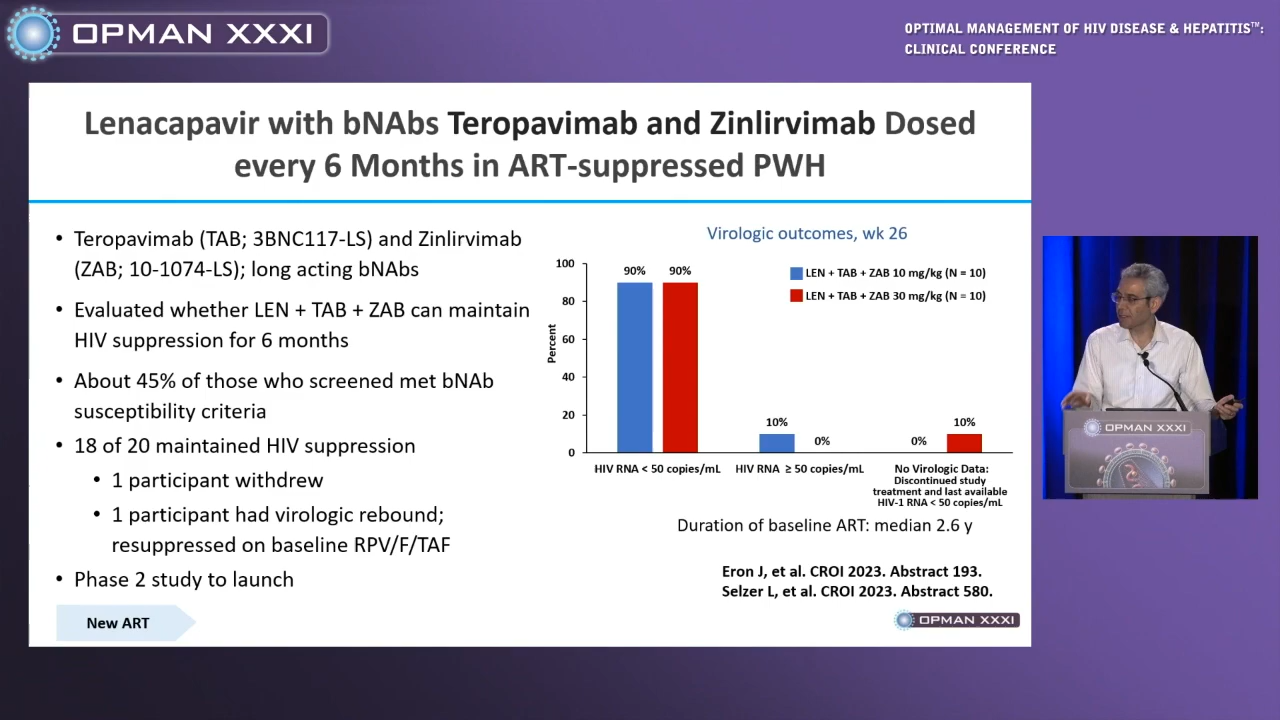 OPMAN XXXI
OPTIMAL MANAGEMENT OF HIV DISEASE & HEPATITIS™:
CLINICAL CONFERENCE
Lenacapavir with bNAbs Teropavimab and Zinlirvimab Dosed
every 6 Months in ART-suppressed PWH
• Teropavimab (TAB; 3BNC117-LS) and Zinlirvimab
(ZAB; 10-1074-LS); long acting bNAbs
• Evaluated whether LEN + TAB + ZAB can maintain
HIV suppression for 6 months
• About 45% of those who screened met bNAb
susceptibility criteria
• 18 of 20 maintained HIV suppression
• 1 participant withdrew
• 1 participant had virologic rebound;
resuppressed on baseline RPV/F/TAF
• Phase 2 study to launch
New ART
Virologic outcomes, wk 26
LEN + TAB + ZAB 10 mg/kg (N = 10)
LEN + TAB + ZAB 30 mg/kg (N = 10)
Percent
100
80
60
40
20
0
90%
90%
10%
0%
0%
10%
HIV RNA < 50 copies/mL
HIV RNA ≥ 50 copies/mL
No Virologic Data:
Discontinued study
treatment and last available
HIV-1 RNA < 50 copies/mL
Duration of baseline ART: median 2.6 y
Eron J, et al. CROI 2023. Abstract 193.
Selzer L, et al. CROI 2023. Abstract 580.
OPMAN XXXI
OPMAN XXXI